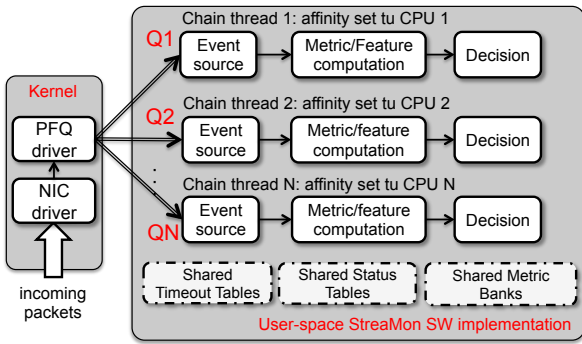 Chain thread 1: affinity set tu CPU 1
Q1
Event
source
Metric/Feature
computation
Decision
Kernel
PFQ
driver
NIC
driver
incoming
packets
Chain thread 2: affinity set tu CPU 2
Q2
Event
source
Metric/feature
computation
Decision
. . .
Chain thread N: affinity set tu CPU N
QN
Event
source
Metric/feature
computation
Decision
Shared
Timeout Tables
Shared Status
Tables
Shared Metric
Banks
User-space StreaMon SW implementation